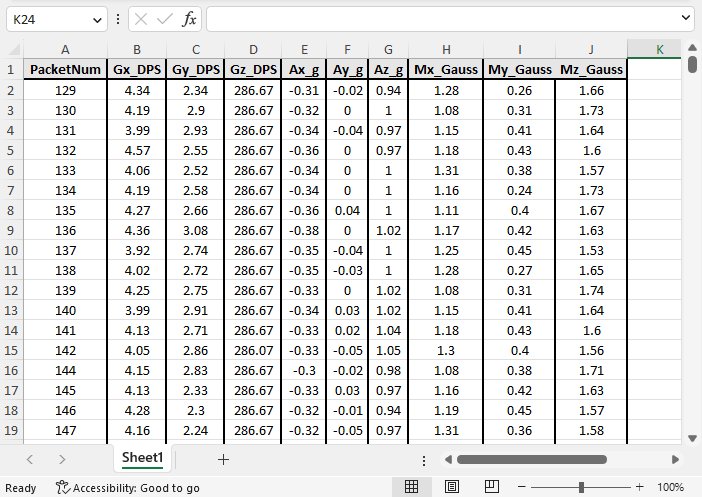 K24 fx
A B C D E F G H I J K
1 PacketNum Gx_DPS Gy_DPS Gz_DPS Ax_g Ay_g Az_g Mx_Gauss My_Gauss Mz_Gauss
2 129 4.34 2.34 286.67 -0.31 -0.02 0.94 1.28 0.26 1.66
3 130 4.19 2.9 286.67 -0.32 0 1 1.08 0.31 1.73
4 131 3.99 2.93 286.67 -0.34 -0.04 0.97 1.15 0.41 1.64
5 132 4.57 2.55 286.67 -0.36 0 0.97 1.18 0.43 1.6
6 133 4.06 2.52 286.67 -0.34 0 1 1.31 0.38 1.57
7 134 4.19 2.58 286.67 -0.34 0 1 1.16 0.24 1.73
8 135 4.27 2.66 286.67 -0.36 0.04 1 1.11 0.4 1.67
9 136 4.36 3.08 286.67 -0.38 0 1.02 1.17 0.42 1.63
10 137 3.92 2.74 286.67 -0.35 -0.04 1 1.25 0.45 1.53
11 138 4.02 2.72 286.67 -0.35 -0.03 1 1.28 0.27 1.65
12 139 4.25 2.75 286.67 -0.33 0 1.02 1.08 0.31 1.74
13 140 3.99 2.91 286.67 -0.34 0.03 1.02 1.15 0.41 1.64
14 141 4.13 2.71 286.67 -0.33 0.02 1.04 1.18 0.43 1.6
15 142 4.05 2.86 286.07 -0.33 -0.05 1.05 1.3 0.4 1.56
16 144 4.15 2.83 286.67 -0.3 -0.02 0.98 1.08 0.38 1.71
17 145 4.13 2.33 286.67 -0.33 0.03 0.97 1.16 0.42 1.63
18 146 4.28 2.3 286.67 -0.32 -0.01 0.94 1.19 0.45 1.57
19 147 4.16 2.24 286.67 -0.32 -0.05 0.97 1.31 0.36 1.58
Sheet1
Ready Accessibility: Good to go 100%